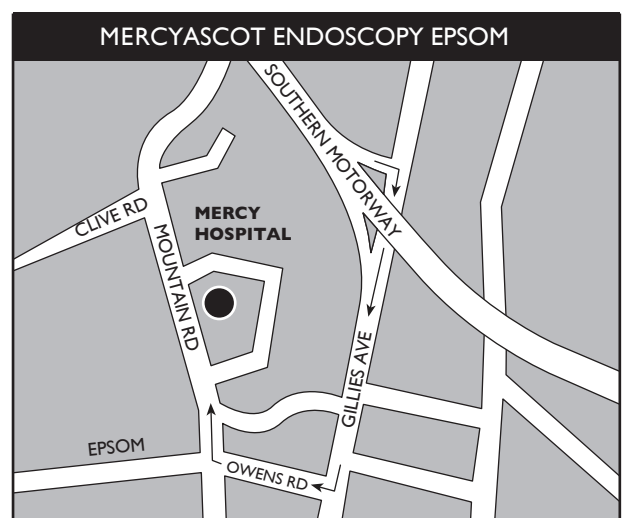 MERCYASCOT ENDOSCOPY EPSOM
SOUTHERN MOTORWAY
CLIVE RD
MERCY
HOSPITAL
MOUNTAIN RD
GILLIES AVE
EPSOM
OWENS RD